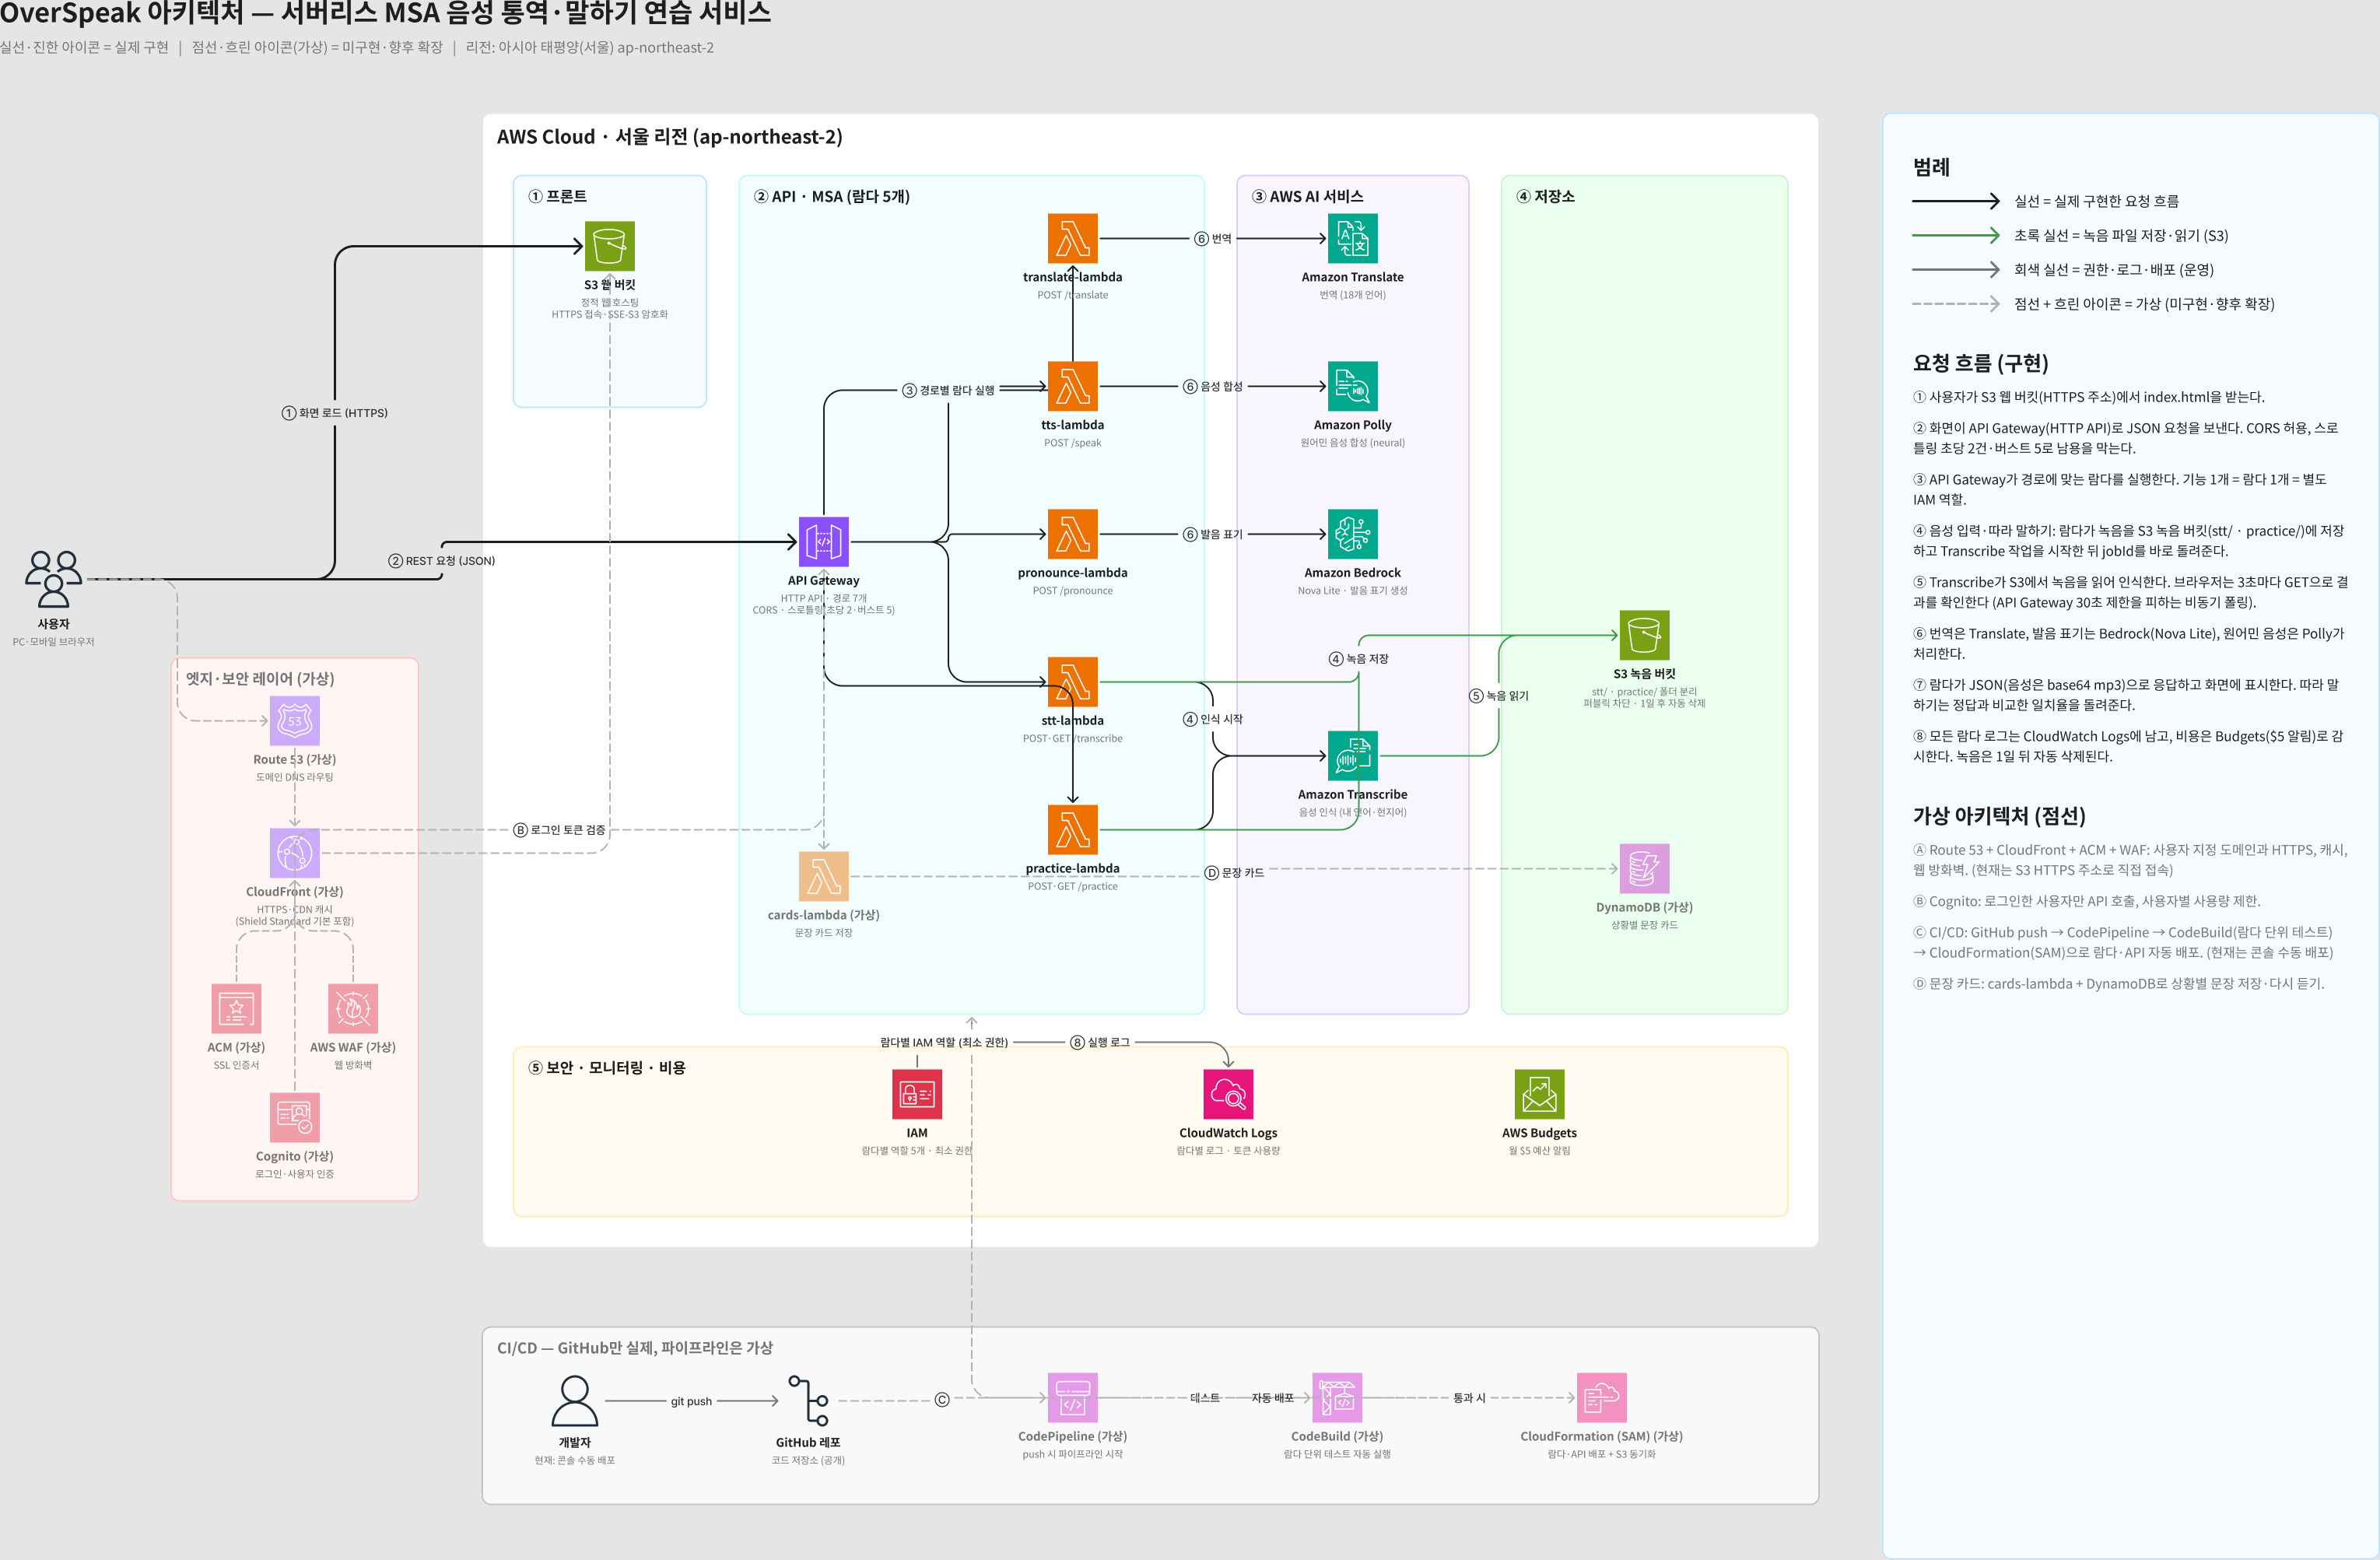 OverSpeak 아키텍처 — 서버리스 MSA 음성 통역·말하기 연습 서비스
실선·진한 아이콘 = 실제 구현 | 점선·흐린 아이콘(가상) = 미구현·향후 확장 | 리전: 아시아 태평양(서울) ap-northeast-2
AWS Cloud · 서울 리전 (ap-northeast-2)
① 프론트
S3 웹 버킷
정적 웹 호스팅
HTTPS 접속·SSE-S3 암호화
② API · MSA (람다 5개)
translate-lambda
POST /translate
③ 경로별 람다 실행
tts-lambda
POST /speak
API Gateway
HTTP API · 경로 7개
CORS · 스로틀링(초당 2·버스트 5)
pronounce-lambda
POST /pronounce
stt-lambda
POST·GET /transcribe
practice-lambda
POST·GET /practice
cards-lambda (가상)
문장 카드 저장
③ AWS AI 서비스
⑥ 번역
Amazon Translate
번역 (18개 언어)
⑥ 음성 합성
Amazon Polly
원어민 음성 합성 (neural)
⑥ 발음 표기
Amazon Bedrock
Nova Lite · 발음 표기 생성
④ 녹음 저장
④ 인식 시작
⑤ 녹음 읽기
Amazon Transcribe
음성 인식 (내 언어·현지어)
Ⓓ 문장 카드
④ 저장소
S3 녹음 버킷
stt/ · practice/ 폴더 분리
퍼블릭 차단 · 1일 후 자동 삭제
DynamoDB (가상)
상황별 문장 카드
① 화면 로드 (HTTPS)
② REST 요청 (JSON)
사용자
PC·모바일 브라우저
엣지·보안 레이어 (가상)
53
Route 53 (가상)
도메인 DNS 라우팅
Ⓑ 로그인 토큰 검증
CloudFront (가상)
HTTPS·CDN 캐시
(Shield Standard 기본 포함)
ACM (가상)
SSL 인증서
AWS WAF (가상)
웹 방화벽
Cognito (가상)
로그인·사용자 인증
⑤ 보안 · 모니터링 · 비용
람다별 IAM 역할 (최소 권한)
⑧ 실행 로그
IAM
람다별 역할 5개 · 최소 권한
CloudWatch Logs
람다별 로그 · 토큰 사용량
AWS Budgets
월 $5 예산 알림
CI/CD — GitHub만 실제, 파이프라인은 가상
개발자
현재: 콘솔 수동 배포
git push
GitHub 레포
코드 저장소 (공개)
Ⓒ
CodePipeline (가상)
push 시 파이프라인 시작
테스트
자동 배포
CodeBuild (가상)
람다 단위 테스트 자동 실행
통과 시
CloudFormation (SAM) (가상)
람다·API 배포 + S3 동기화
범례
실선 = 실제 구현한 요청 흐름
초록 실선 = 녹음 파일 저장·읽기 (S3)
회색 실선 = 권한·로그·배포 (운영)
점선 + 흐린 아이콘 = 가상 (미구현·향후 확장)
요청 흐름 (구현)
① 사용자가 S3 웹 버킷(HTTPS 주소)에서 index.html을 받는다.
② 화면이 API Gateway(HTTP API)로 JSON 요청을 보낸다. CORS 허용, 스로
틀링 초당 2건·버스트 5로 남용을 막는다.
③ API Gateway가 경로에 맞는 람다를 실행한다. 기능 1개 = 람다 1개 = 별도
IAM 역할.
④ 음성 입력·따라 말하기: 람다가 녹음을 S3 녹음 버킷(stt/ · practice/)에 저장
하고 Transcribe 작업을 시작한 뒤 jobId를 바로 돌려준다.
⑤ Transcribe가 S3에서 녹음을 읽어 인식한다. 브라우저는 3초마다 GET으로 결
과를 확인한다 (API Gateway 30초 제한을 피하는 비동기 폴링).
⑥ 번역은 Translate, 발음 표기는 Bedrock(Nova Lite), 원어민 음성은 Polly가
처리한다.
⑦ 람다가 JSON(음성은 base64 mp3)으로 응답하고 화면에 표시한다. 따라 말
하기는 정답과 비교한 일치율을 돌려준다.
⑧ 모든 람다 로그는 CloudWatch Logs에 남고, 비용은 Budgets($5 알림)로 감
시한다. 녹음은 1일 뒤 자동 삭제된다.
가상 아키텍처 (점선)
Ⓐ Route 53 + CloudFront + ACM + WAF: 사용자 지정 도메인과 HTTPS, 캐시,
웹 방화벽. (현재는 S3 HTTPS 주소로 직접 접속)
Ⓑ Cognito: 로그인한 사용자만 API 호출, 사용자별 사용량 제한.
Ⓒ CI/CD: GitHub push → CodePipeline → CodeBuild(람다 단위 테스트)
→ CloudFormation(SAM)으로 람다·API 자동 배포. (현재는 콘솔 수동 배포)
Ⓓ 문장 카드: cards-lambda + DynamoDB로 상황별 문장 저장·다시 듣기.